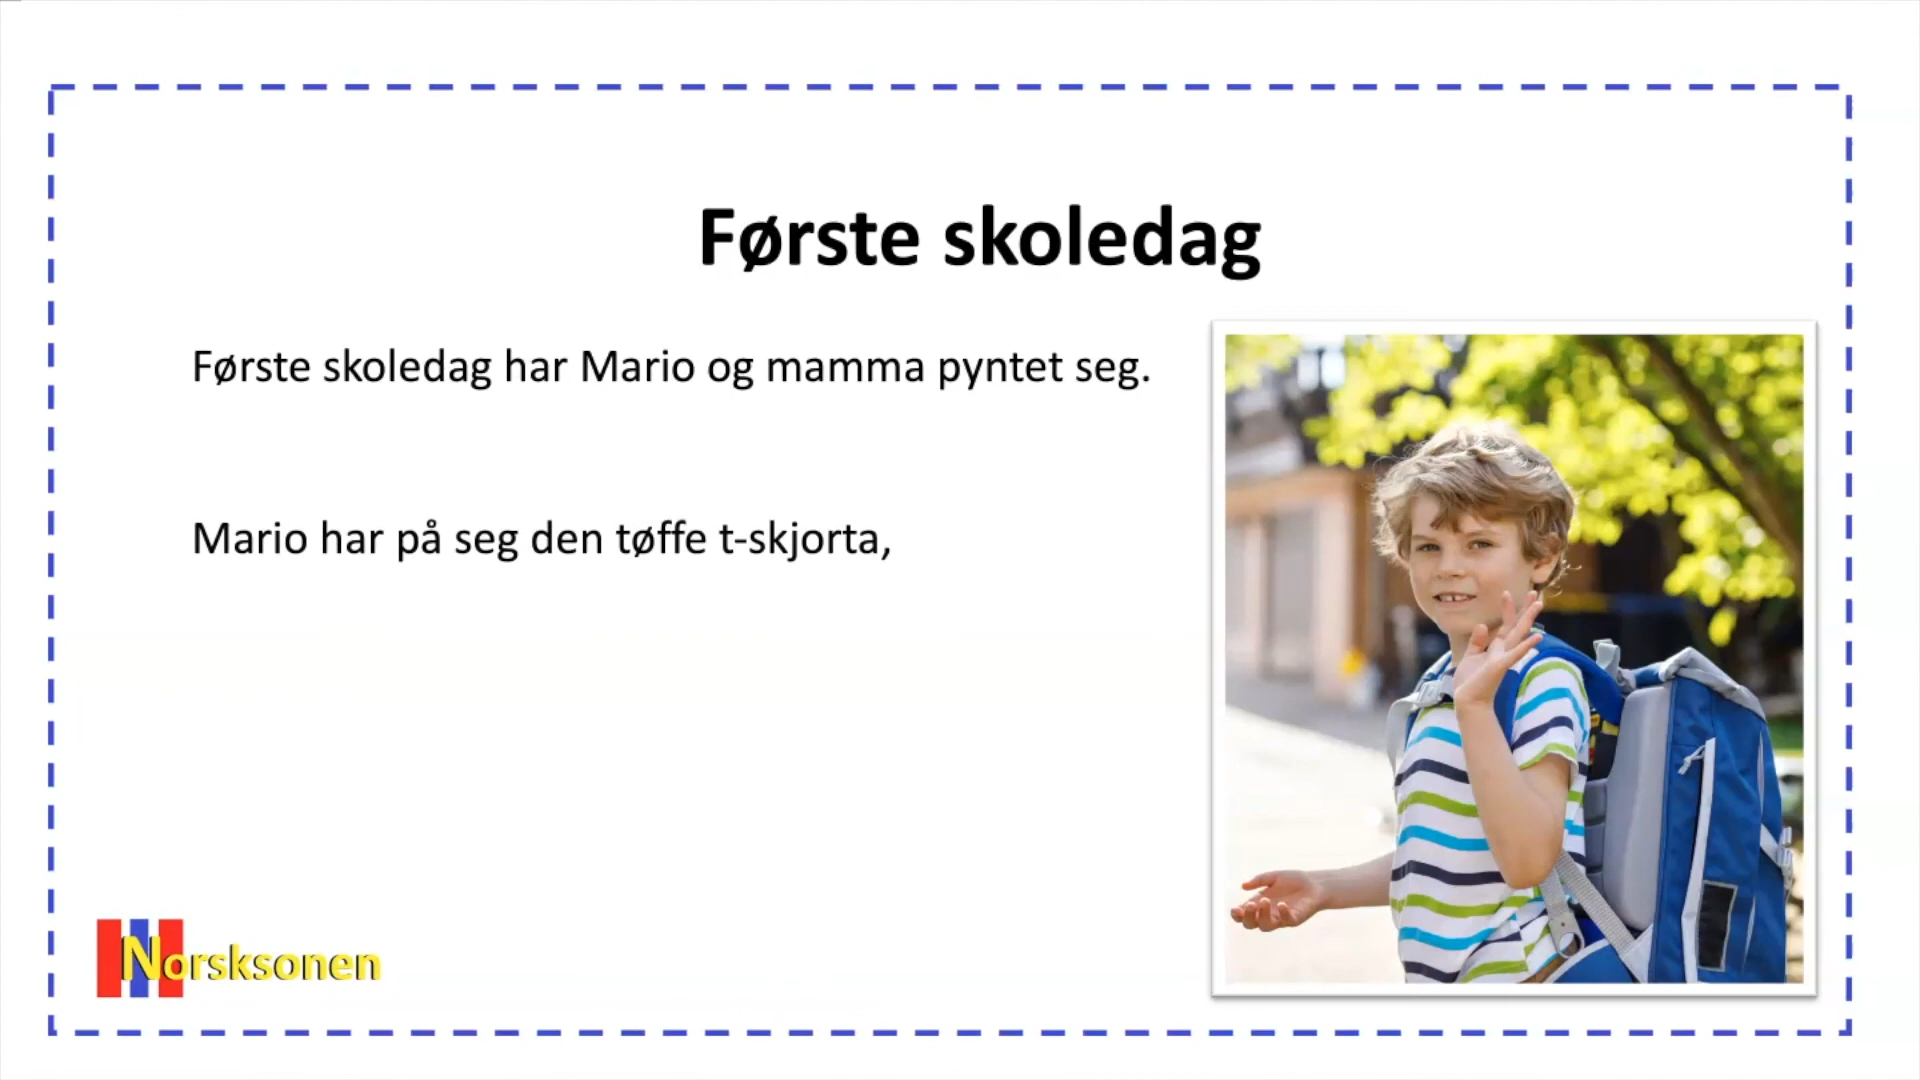 Første skoledag
Første skoledag har Mario og mamma pyntet seg.
Mario har på seg den tøffe t-skjorta,
Norsksonen